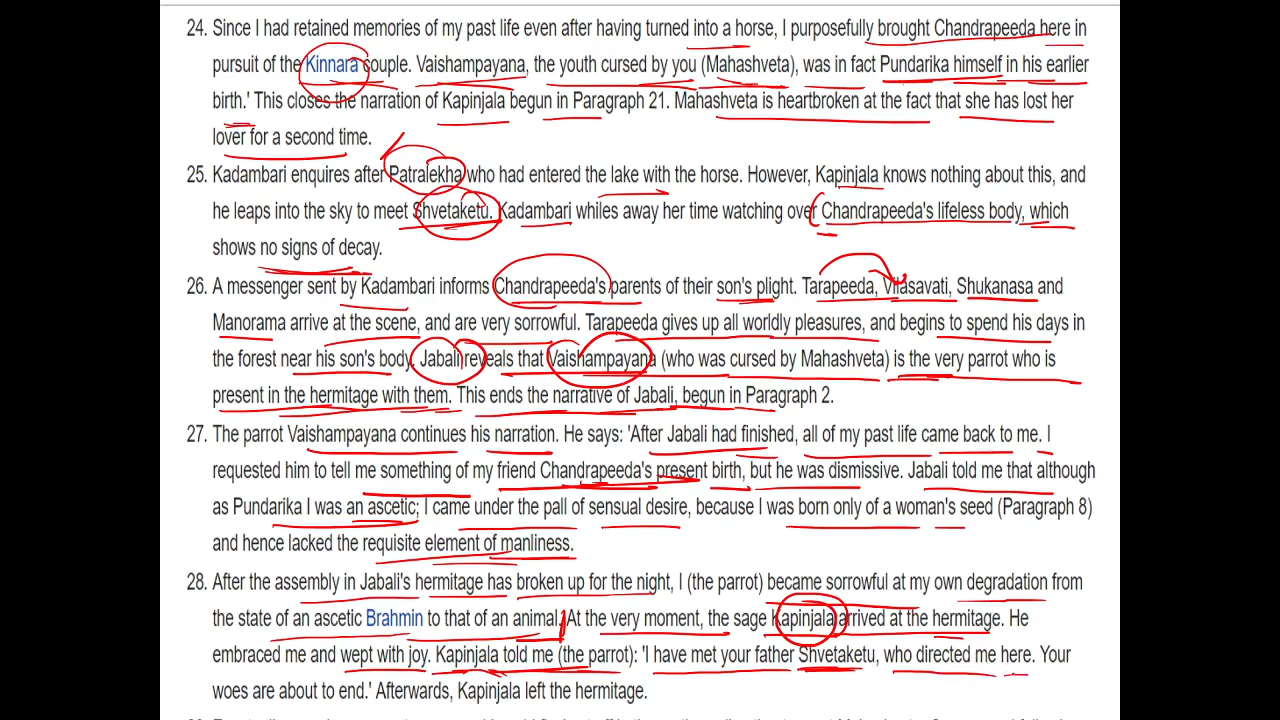 24. Since I had retained memories of my past life even after having turned into a horse, I purposefully brought Chandrapeeda here in
pursuit of the Kinnara couple. Vaishampayana, the youth cursed by you (Mahashveta), was in fact Pundarika himself in his earlier
birth.' This closes the narration of Kapinjala begun in Paragraph 21. Mahashveta is heartbroken at the fact that she has lost her
lover for a second time.
25. Kadambari enquires after Patralekha who had entered the lake with the horse. However, Kapinjala knows nothing about this, and
he leaps into the sky to meet Shvetaketu. Kadambari whiles away her time watching over Chandrapeeda's lifeless body, which
shows no signs of decay.
26. A messenger sent by Kadambari informs Chandrapeeda's parents of their son's plight. Tarapeeda, Vilasavati, Shukanasa and
Manorama arrive at the scene, and are very sorrowful. Tarapeeda gives up all worldly pleasures, and begins to spend his days in
the forest near his son's body. Jabali reveals that Vaishampayana (who was cursed by Mahashveta) is the very parrot who is
present in the hermitage with them. This ends the narrative of Jabali, begun in Paragraph 2.
27. The parrot Vaishampayana continues his narration. He says: 'After Jabali had finished, all of my past life came back to me. I
requested him to tell me something of my friend Chandrapeeda's present birth, but he was dismissive. Jabali told me that although
as Pundarika I was an ascetic; I came under the pall of sensual desire, because I was born only of a woman's seed (Paragraph 8)
and hence lacked the requisite element of manliness.
28. After the assembly in Jabali's hermitage has broken up for the night, I (the parrot) became sorrowful at my own degradation from
the state of an ascetic Brahmin to that of an animal. At the very moment, the sage Kapinjala arrived at the hermitage. He
embraced me and wept with joy. Kapinjala told me (the parrot): 'I have met your father Shvetaketu, who directed me here. Your
woes are about to end.' Afterwards, Kapinjala left the hermitage.